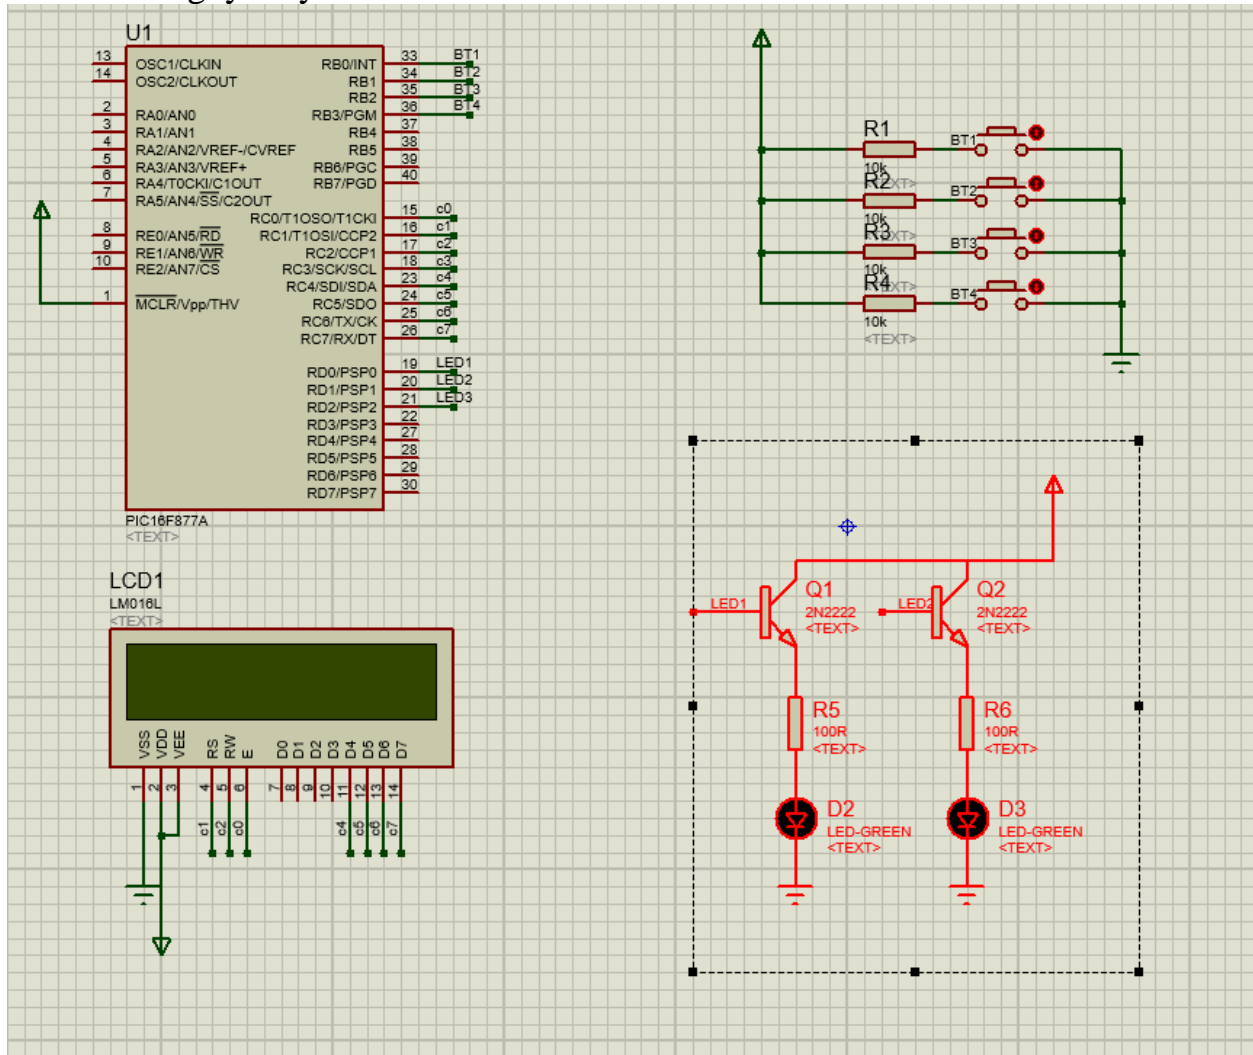 U1
13 OSC1/CLKIN RB0/INT 33 BT1
14 OSC2/CLKOUT RB1 34 BT2
RB2 35 BT3
2 RA0/AN0 RB3/PGM 36 BT4
3 RA1/AN1 RB4 37
4 RA2/AN2/VREF-/CVREF RB5 38
5 RA3/AN3/VREF+ RB6/PGC 39
6 RA4/T0CKI/C1OUT RB7/PGD 40
7 RA5/AN4/SS/C2OUT
RC0/T1OSO/T1CKI 15 c0
8 RE0/AN5/RD RC1/T1OSI/CCP2 16 c1
9 RE1/AN6/WR RC2/CCP1 17 c2
10 RE2/AN7/CS RC3/SCK/SCL 18 c3
RC4/SDI/SDA 23 c4
1 MCLR/Vpp/THV RC5/SDO 24 c5
RC6/TX/CK 25 c6
RC7/RX/DT 26 c7
RD0/PSP0 19 LED1
RD1/PSP1 20 LED2
RD2/PSP2 21 LED3
RD3/PSP3 22
RD4/PSP4 27
RD5/PSP5 28
RD6/PSP6 29
RD7/PSP7 30
PIC16F877A
<TEXT>
R1 BT1
10k
<TEXT>
R2 BT2
10k
<TEXT>
R3 BT3
10k
<TEXT>
R4 BT4
10k
<TEXT>
LCD1
LM016L
<TEXT>
VSS VDD VEE RS RW E D0 D1 D2 D3 D4 D5 D6 D7
1 2 3 4 5 6 7 8 9 10 11 12 13 14
c1 c2 c0 c4 c5 c6 c7
LED1 Q1 LED2 Q2
2N2222 2N2222
<TEXT> <TEXT>
R5 R6
100R 100R
<TEXT> <TEXT>
D2 D3
LED-GREEN LED-GREEN
<TEXT> <TEXT>